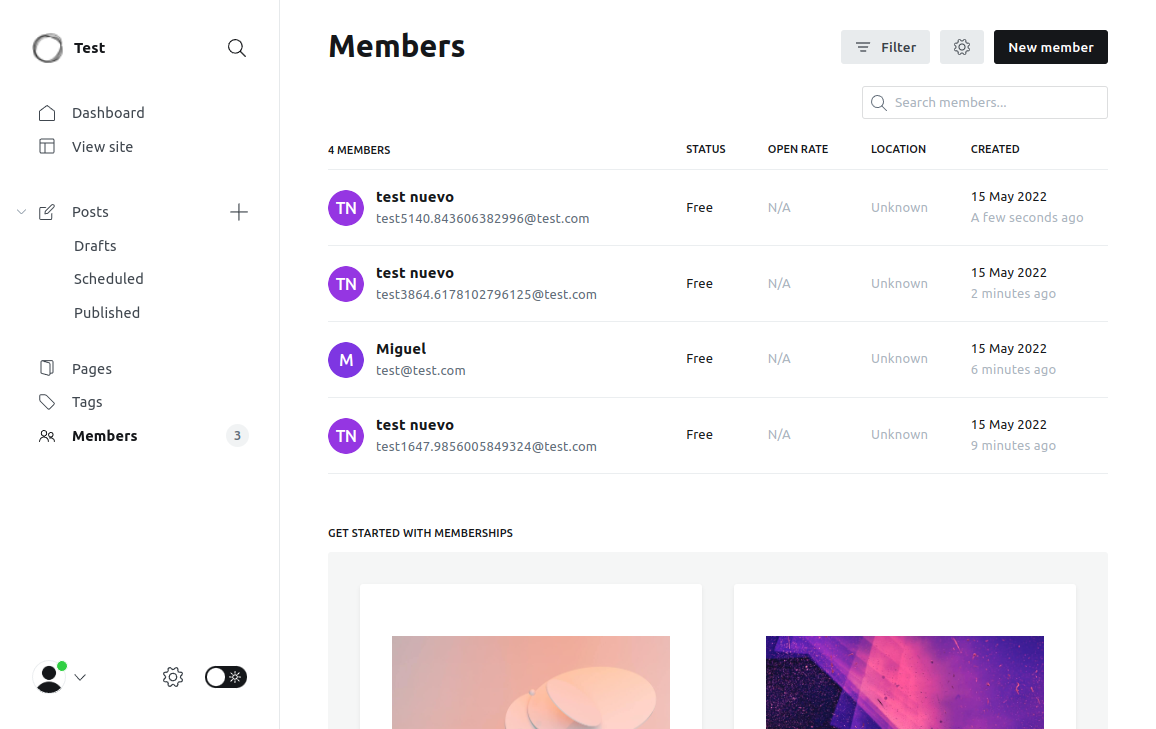 Test
Dashboard
View site
Posts
Drafts
Scheduled
Published
Pages
Tags
Members 3
Members
Filter
New member
Search members...
4 MEMBERS STATUS OPEN RATE LOCATION CREATED
TN test nuevo Free N/A Unknown 15 May 2022
test5140.843606382996@test.com A few seconds ago
TN test nuevo Free N/A Unknown 15 May 2022
test3864.6178102796125@test.com 2 minutes ago
M Miguel Free N/A Unknown 15 May 2022
test@test.com 6 minutes ago
TN test nuevo Free N/A Unknown 15 May 2022
test1647.9856005849324@test.com 9 minutes ago
GET STARTED WITH MEMBERSHIPS